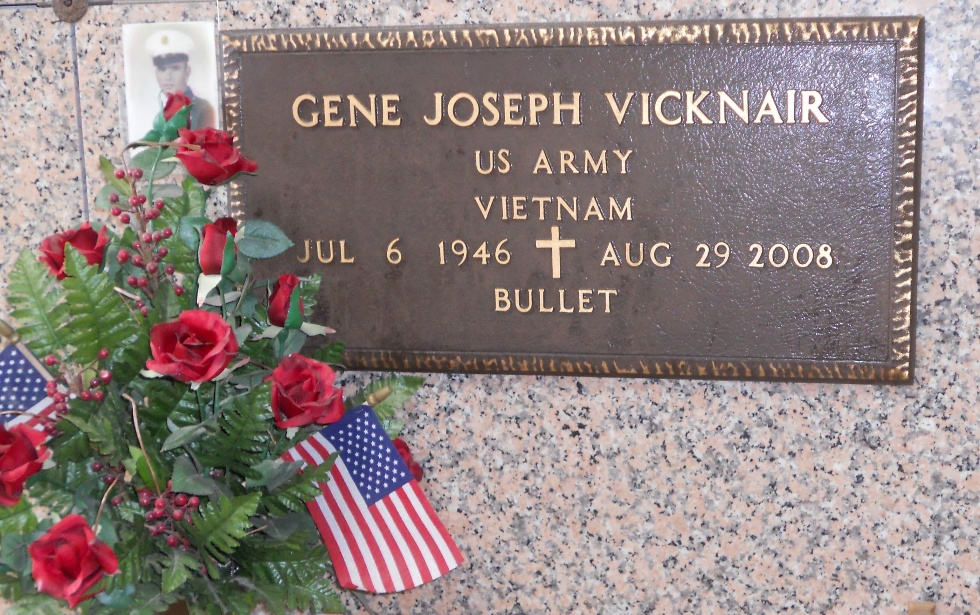 GENE JOSEPH VICKNAIR
US ARMY
VIETNAM
JUL 6 1946 AUG 29 2008
BULLET